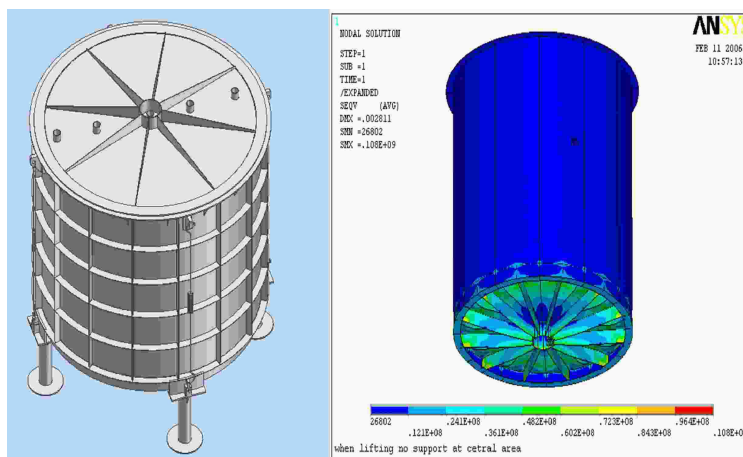 1
NODAL SOLUTION
STEP=1
SUB =1
TIME=1
/EXPANDED
SEQV (AVG)
DMX =.002811
SMN =26802
SMX =.108E+09
ANSYS
FEB 11 2006
10:57:13
26802 .241E+08 .482E+08 .723E+08 .964E+08
.121E+08 .361E+08 .602E+08 .843E+08 .108E+
when lifting no support at cetral area